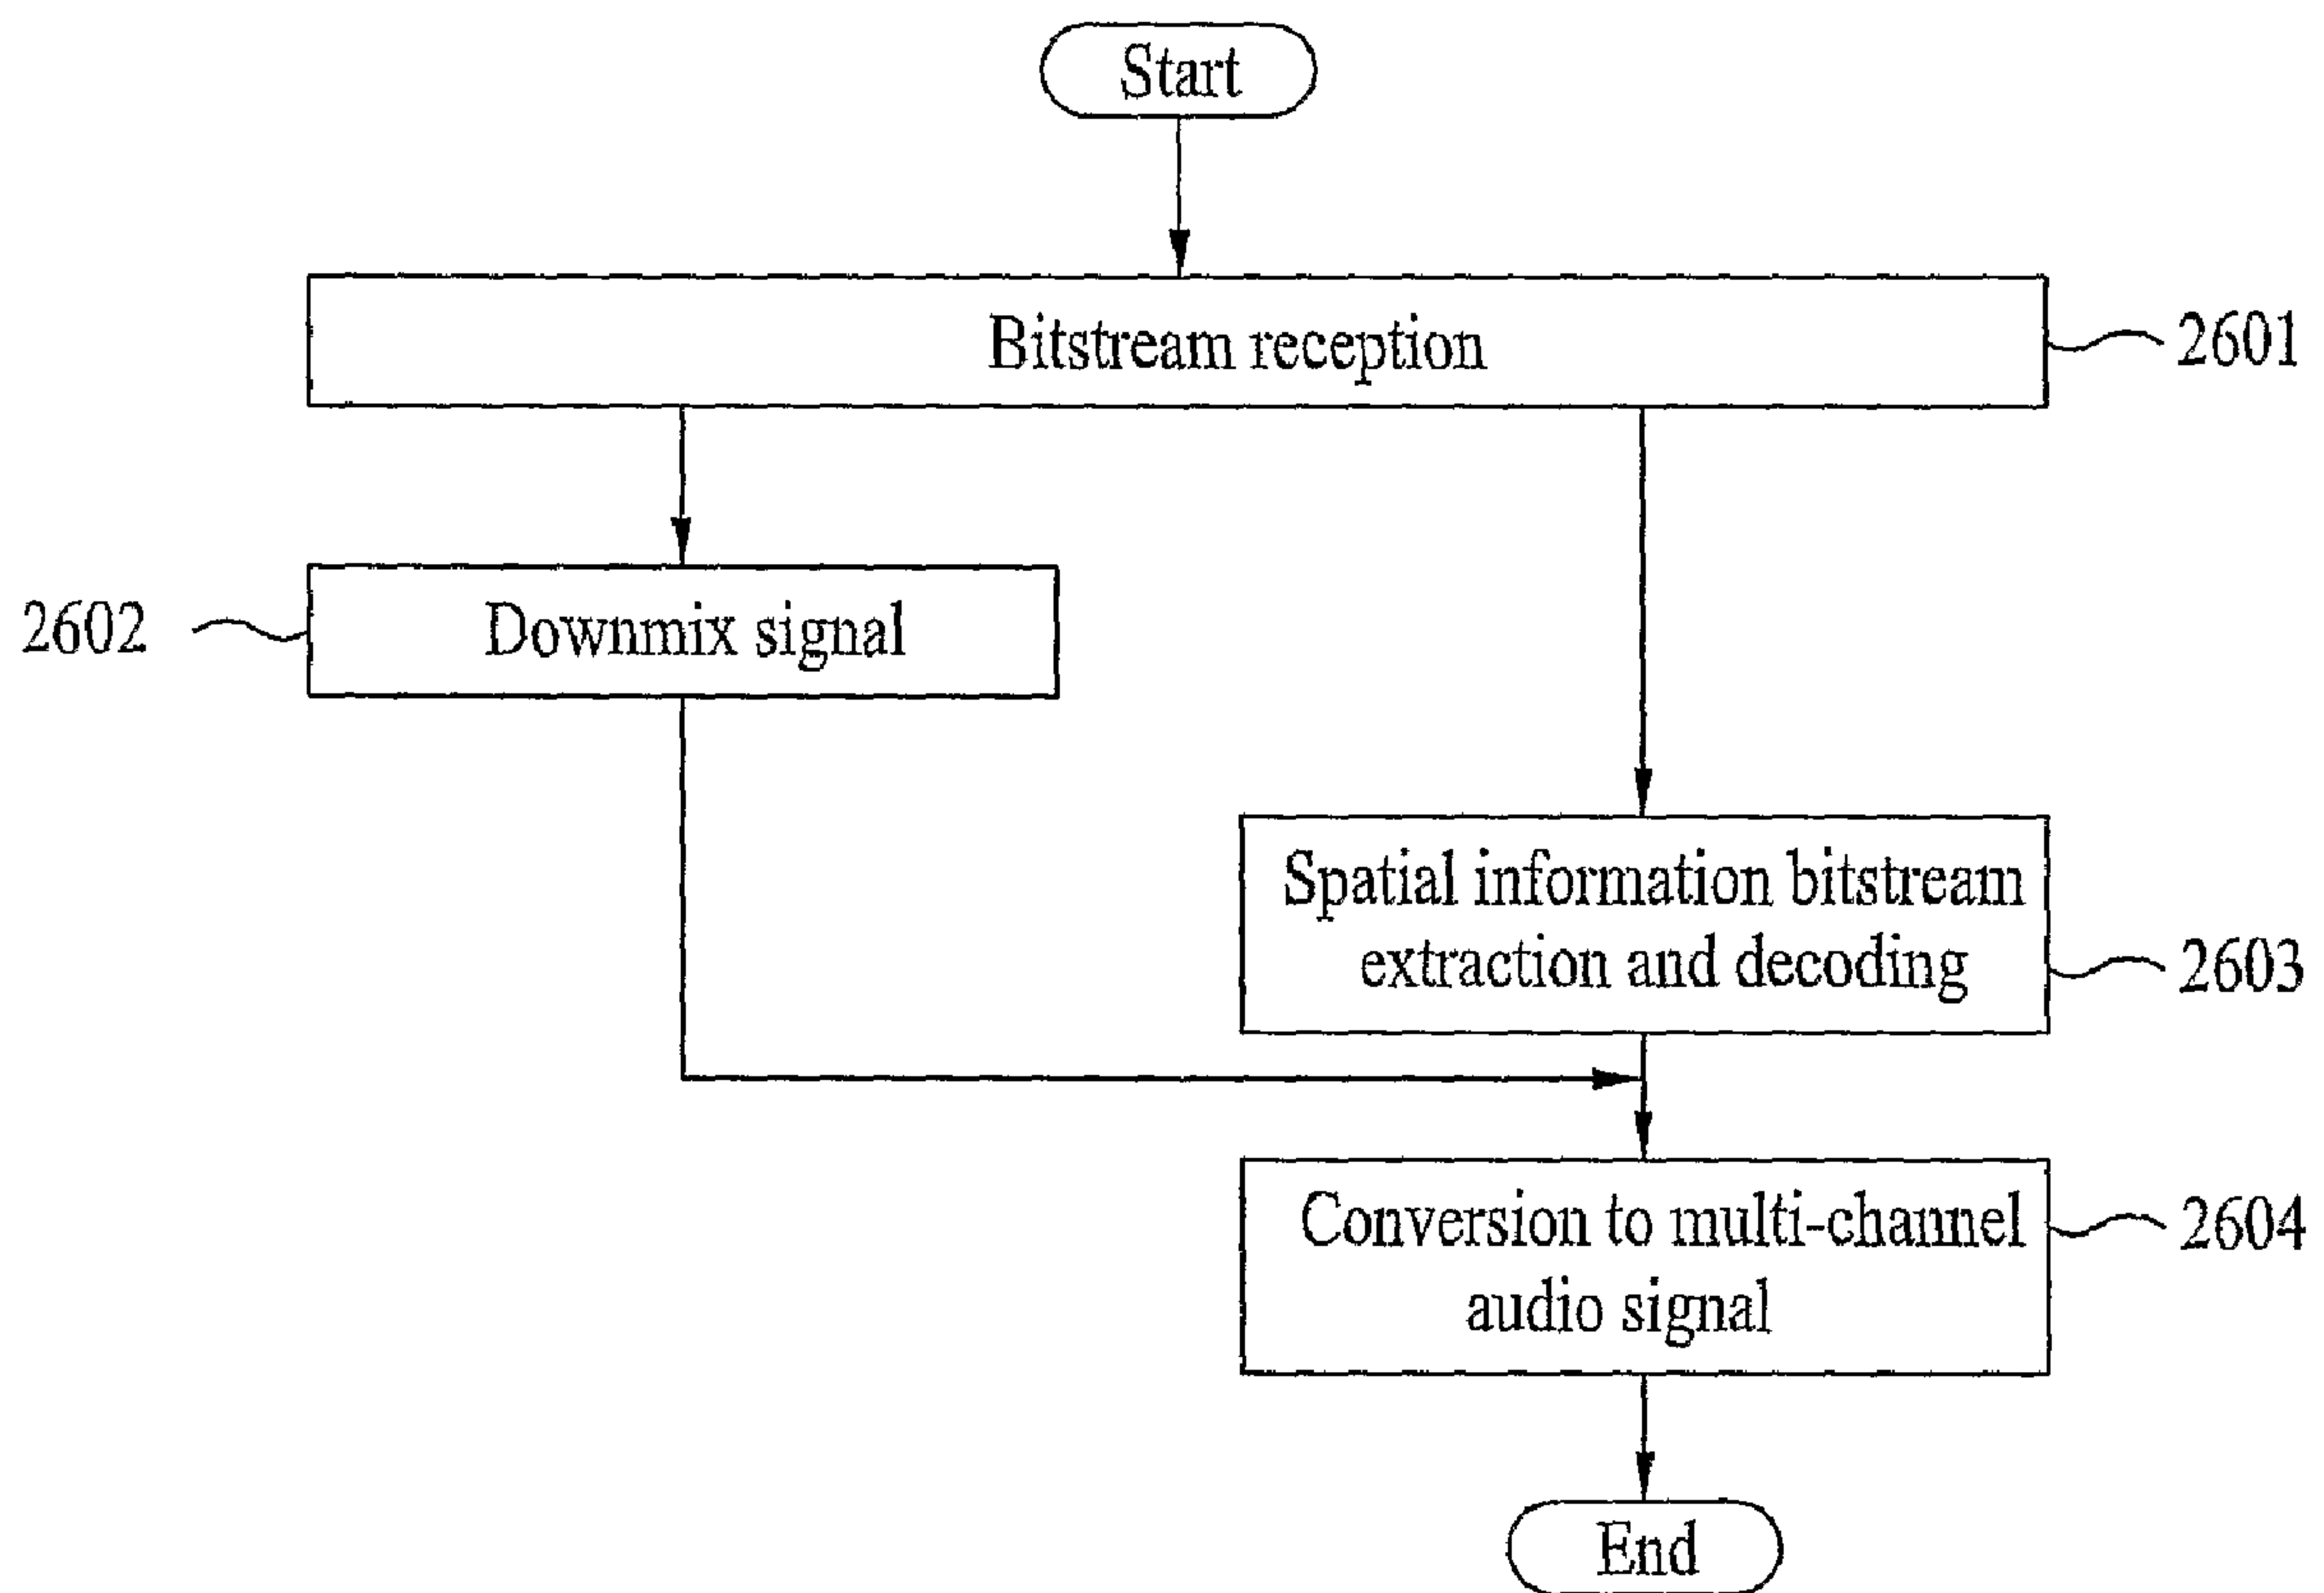 Start
Bitstream reception
2601
2602
Downmix signal
Spatial information bitstream
extraction and decoding
2603
Conversion to multi-channel
audio signal
2604
End